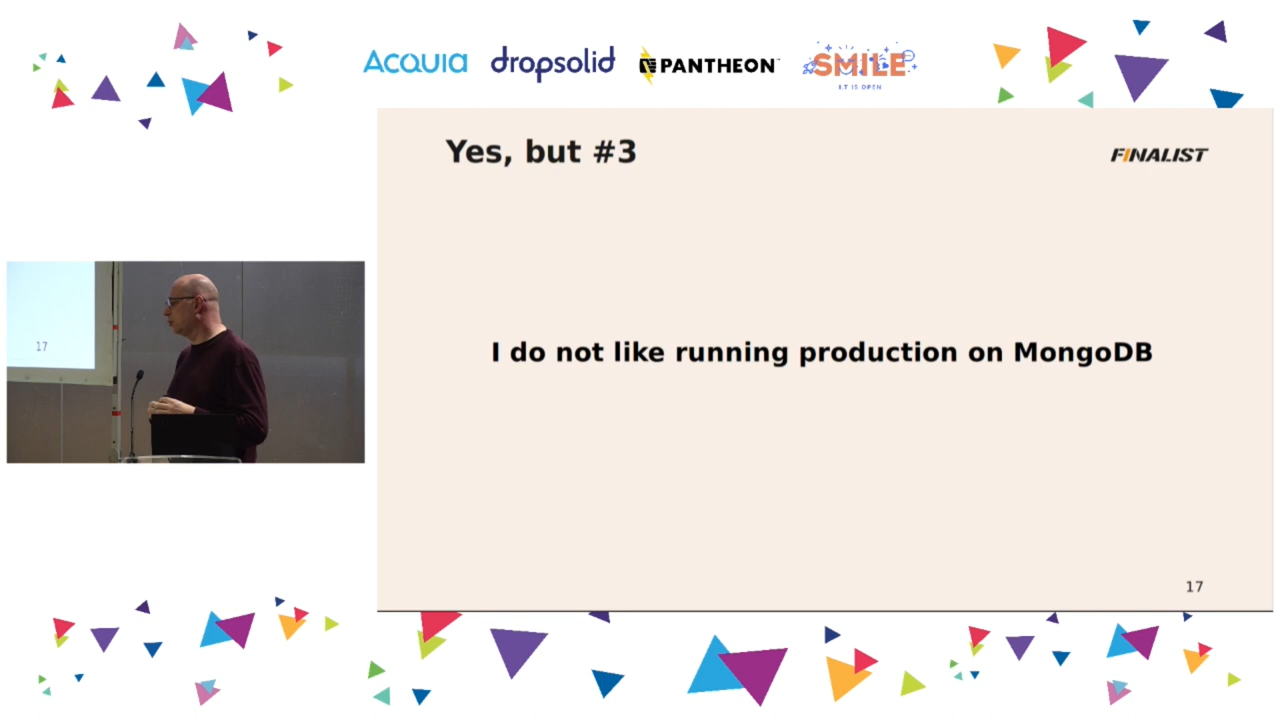 ACQUIA dropsolid PANTHEON SMILE
I.T IS OPEN
Yes, but #3
FINALIST
I do not like running production on MongoDB
17
17